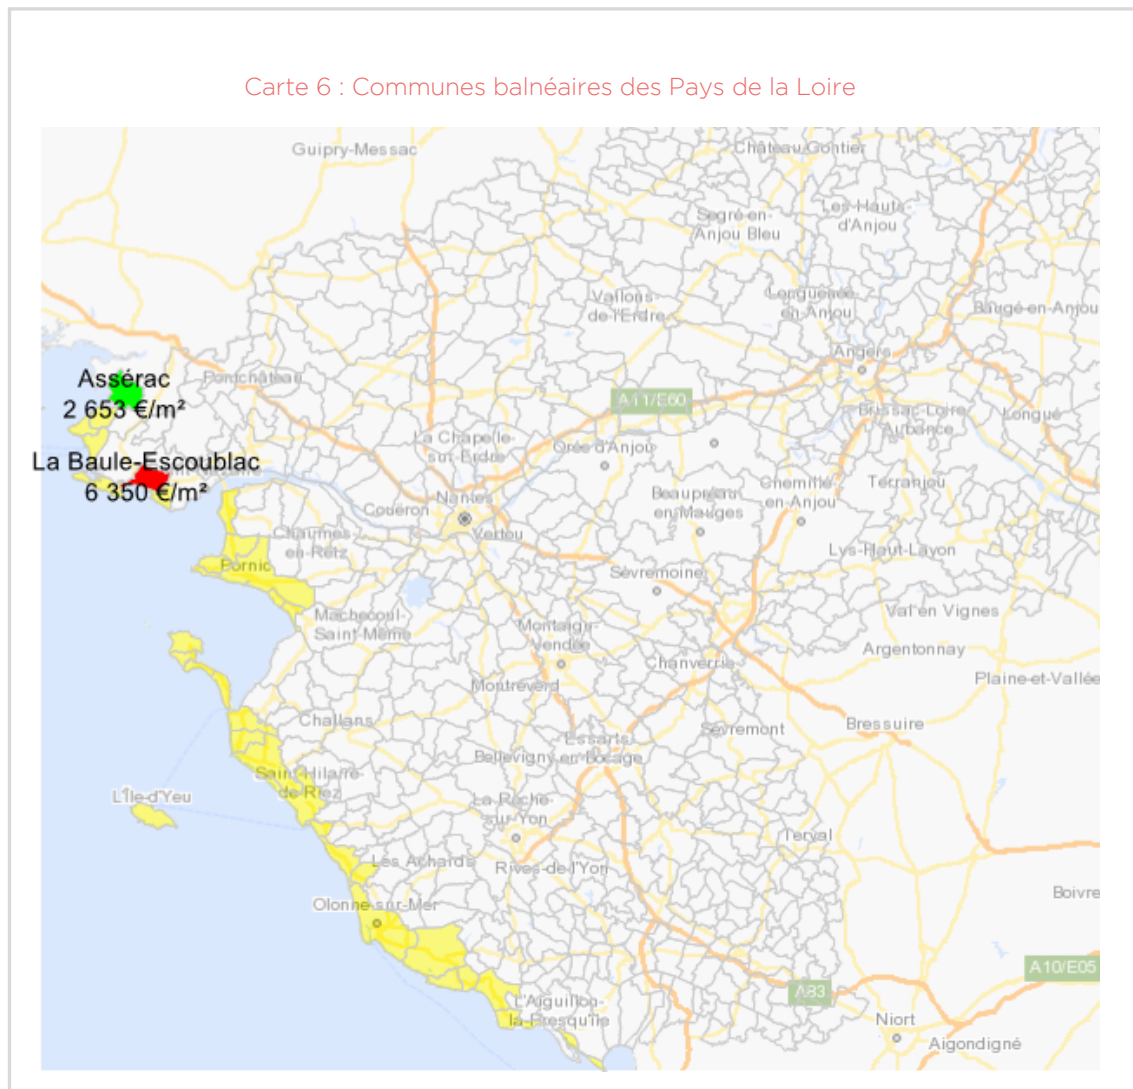 Carte 6 : Communes balnéaires des Pays de la Loire
Guipry-Messac
Château-Gontier
Segré-en-
Anjou Bleu
Les Hauts-
d'Anjou
Vallons-
de-l'Erdre
Longuenée-
en-Anjou
Baugé-en-Anjou
Angers
Assérac
2 653 €/m²
Pontchâteau
A11/E60
Brissac-Loire
Aubance
Longué
La Chapelle-
sur-Erdre
Orée d'Anjou
La Baule-Escoublac
6 350 €/m²
Nantes
Couëron
Vertou
Beaupréau
en-Mauges
Chemillé-
en-Anjou
Terranjou
Chaumes-
en-Retz
Lys-Haut-Layon
Pornic
Sèvremoine
Machecoul-
Saint-Même
Montaigu-
Vendée
Val en Vignes
Argentonnay
Chanverrie
Plaine-et-Vallée
Montréverd
Challans
Sèvremont
Bressuire
Essarts
Bellevigny
en-Bocage
Saint-Hilaire-
de-Riez
L'Île-d'Yeu
La Roche-
sur-Yon
Terval
Les Achards
Rives-de-l'Yon
Boivre
Olonne-sur-Mer
A10/E05
A83
L'Aiguillon-
la-Presqu'île
Niort
Aigondigné